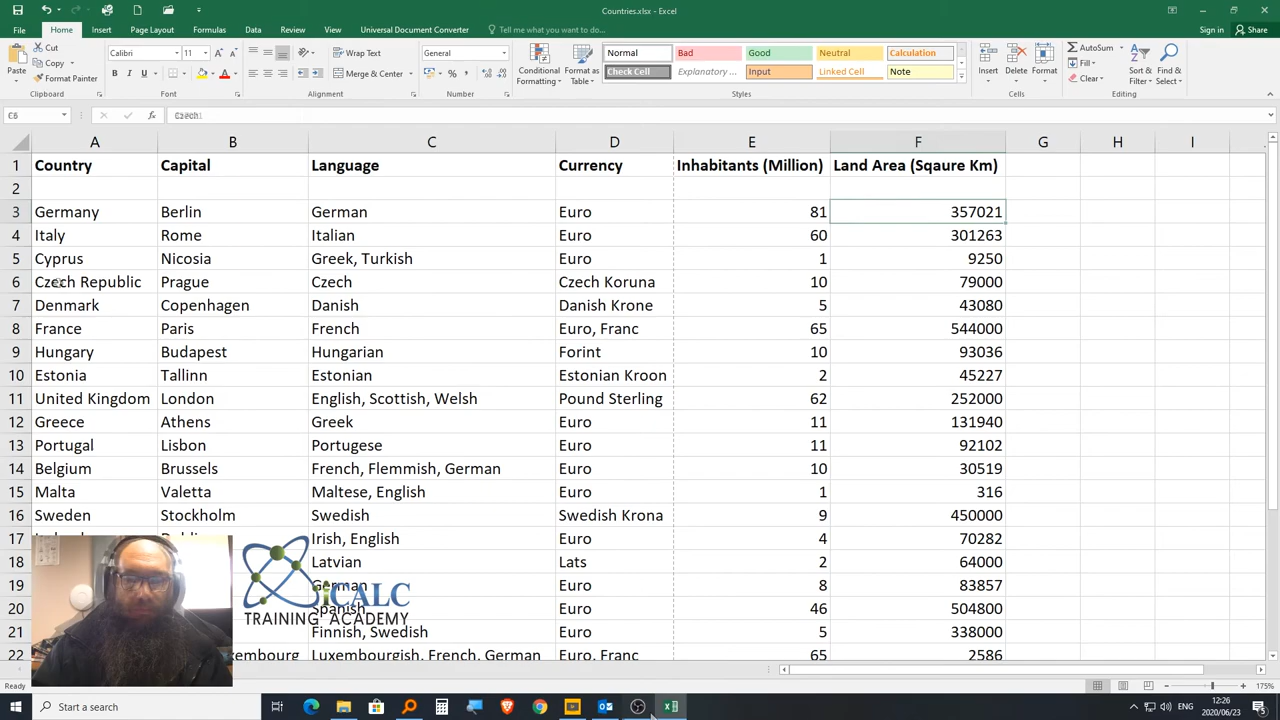 Countries.xlsx - Excel
File Home Insert Page Layout Formulas Data Review View Universal Document Converter Tell me what you want to do... Sign in Share
Paste Cut Copy Format Painter
Calibri 11 Wrap Text General
Merge & Center
Conditional Formatting Format as Table
Normal Bad Good Neutral Calculation
Check Cell Explanatory ... Input Linked Cell Note
Insert Delete Format
AutoSum Fill Clear
Sort & Filter Find & Select
Clipboard Font Alignment Number Styles Cells Editing
A B C D E F G H I
1 Country Capital Language Currency Inhabitants (Million) Land Area (Sqaure Km)
2
3 Germany Berlin German Euro 81 357021
4 Italy Rome Italian Euro 60 301263
5 Cyprus Nicosia Greek, Turkish Euro 1 9250
6 Czech Republic Prague Czech Czech Koruna 10 79000
7 Denmark Copenhagen Danish Danish Krone 5 43080
8 France Paris French Euro, Franc 65 544000
9 Hungary Budapest Hungarian Forint 10 93036
10 Estonia Tallinn Estonian Estonian Kroon 2 45227
11 United Kingdom London English, Scottish, Welsh Pound Sterling 62 252000
12 Greece Athens Greek Euro 11 131940
13 Portugal Lisbon Portugese Euro 11 92102
14 Belgium Brussels French, Flemmish, German Euro 10 30519
15 Malta Valetta Maltese, English Euro 1 316
16 Sweden Stockholm Swedish Swedish Krona 9 450000
17 Irish, English Euro 4 70282
18 Latvian Lats 2 64000
19 German Euro 8 83857
20 Spanish Euro 46 504800
21 Finnish, Swedish Euro 5 338000
22 Luxembourgish, French, German Euro, Franc 65 2586
iCALC
TRAINING ACADEMY
Ready 175%
Start a search ENG 12:26
2020/06/23